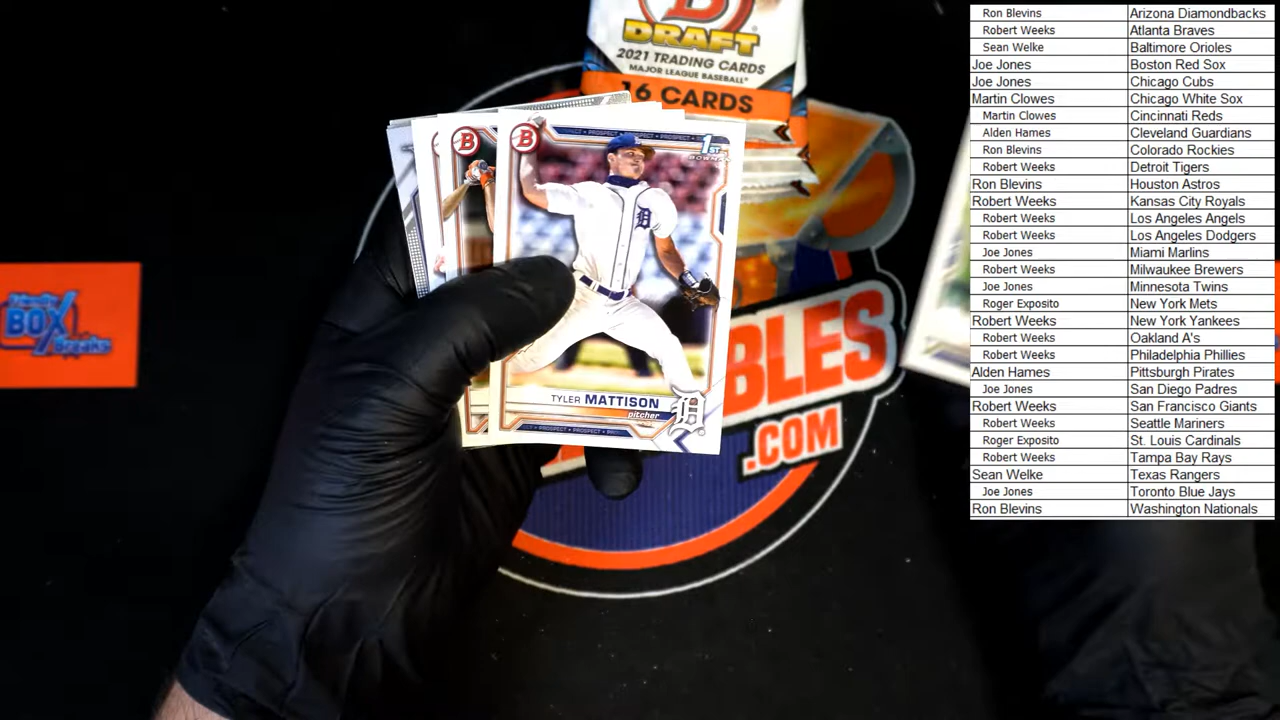 DRAFT
2021 TRADING CARDS
MAJOR LEAGUE BASEBALL
16 CARDS
B
B
1ST
BOWMAN
PROSPECT
TYLER MATTISON
pitcher
D
BOX
Breaks
BLES
.COM
Ron Blevins Arizona Diamondbacks
Robert Weeks Atlanta Braves
Sean Welke Baltimore Orioles
Joe Jones Boston Red Sox
Joe Jones Chicago Cubs
Martin Clowes Chicago White Sox
Martin Clowes Cincinnati Reds
Alden Hames Cleveland Guardians
Ron Blevins Colorado Rockies
Robert Weeks Detroit Tigers
Ron Blevins Houston Astros
Robert Weeks Kansas City Royals
Robert Weeks Los Angeles Angels
Robert Weeks Los Angeles Dodgers
Joe Jones Miami Marlins
Robert Weeks Milwaukee Brewers
Joe Jones Minnesota Twins
Roger Exposito New York Mets
Robert Weeks New York Yankees
Robert Weeks Oakland A's
Robert Weeks Philadelphia Phillies
Alden Hames Pittsburgh Pirates
Joe Jones San Diego Padres
Robert Weeks San Francisco Giants
Robert Weeks Seattle Mariners
Roger Exposito St. Louis Cardinals
Robert Weeks Tampa Bay Rays
Sean Welke Texas Rangers
Joe Jones Toronto Blue Jays
Ron Blevins Washington Nationals